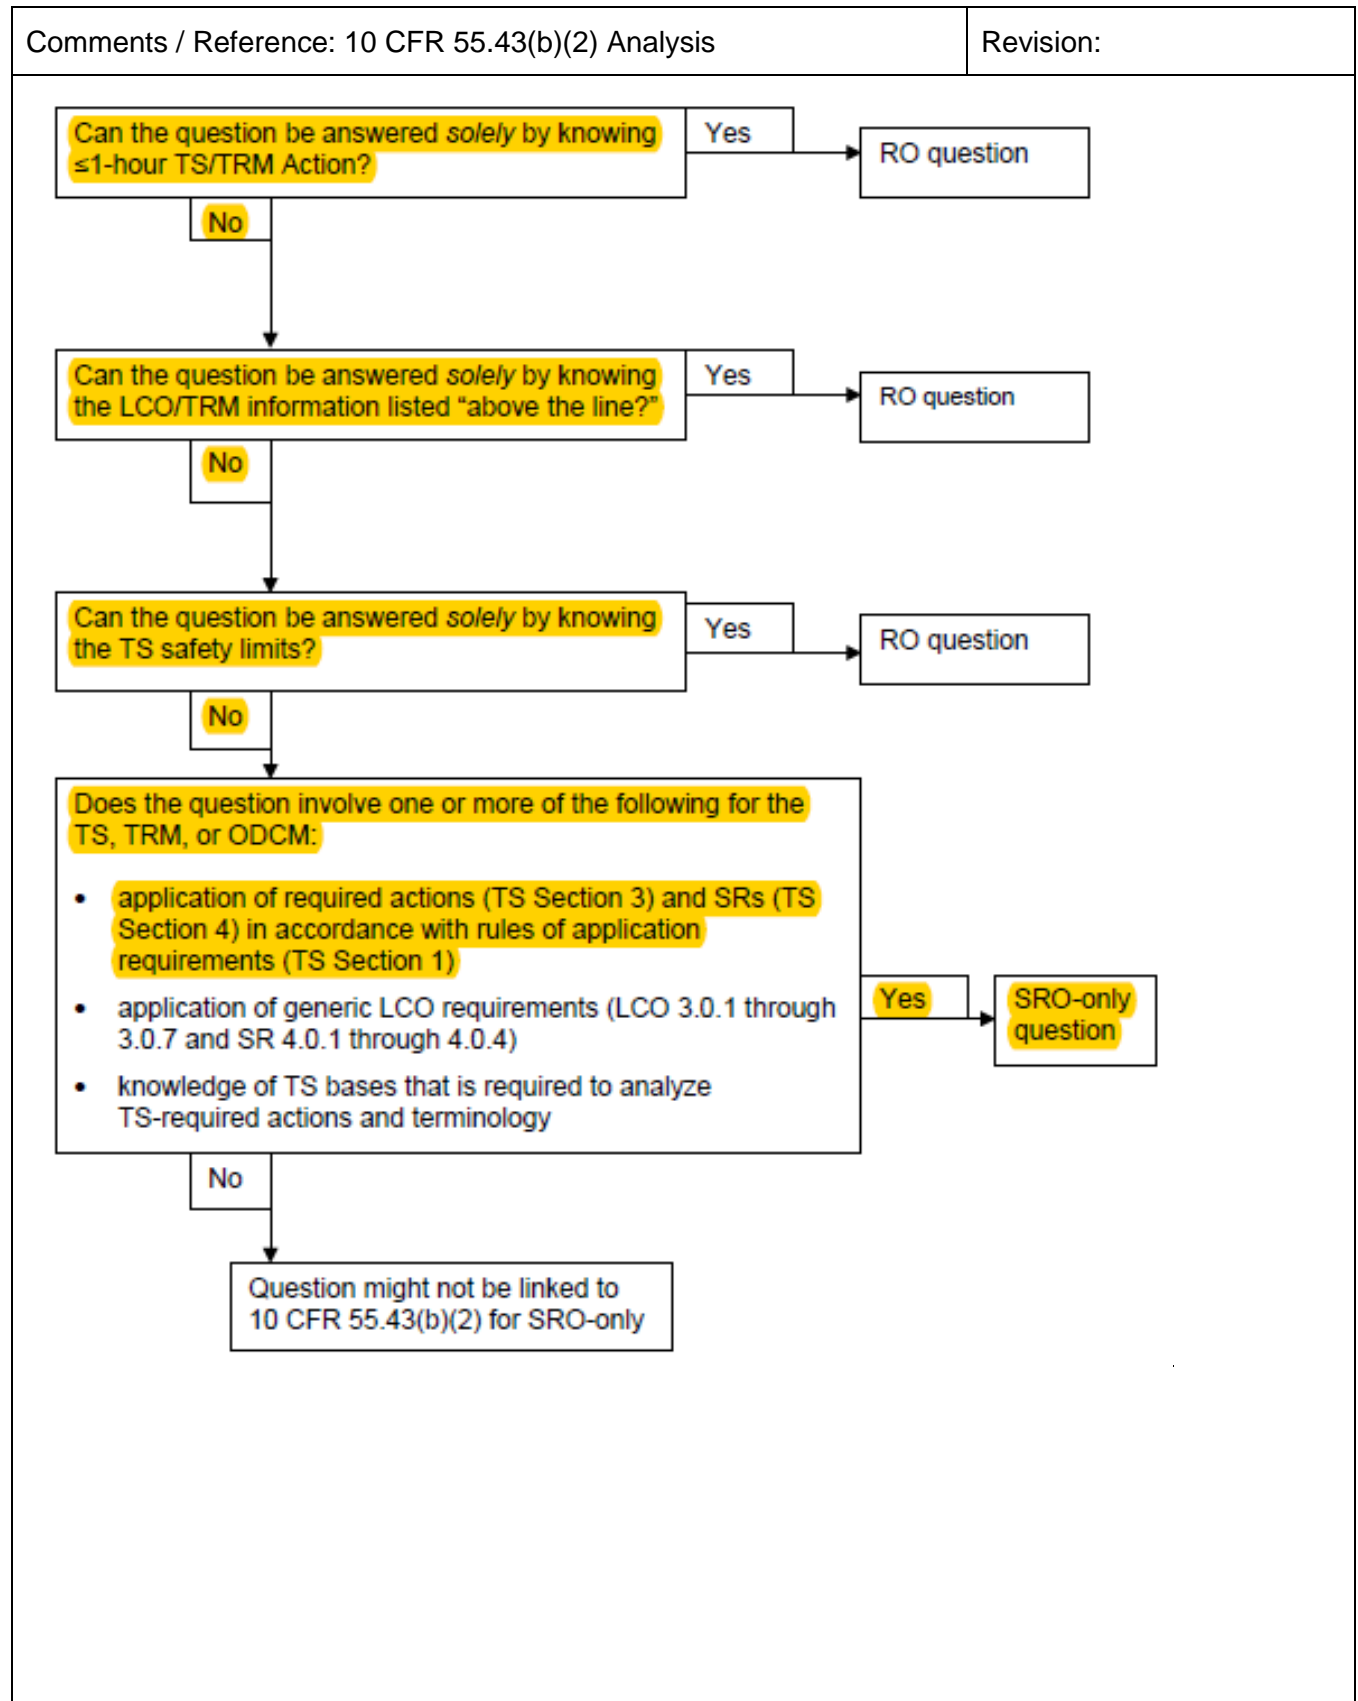 Comments / Reference: 10 CFR 55.43(b)(2) Analysis
Revision:
Can the question be answered solely by knowing
≤1-hour TS/TRM Action?
Yes
RO question
No
Can the question be answered solely by knowing
the LCO/TRM information listed “above the line?”
Yes
RO question
No
Can the question be answered solely by knowing
the TS safety limits?
Yes
RO question
No
Does the question involve one or more of the following for the
TS, TRM, or ODCM:
• application of required actions (TS Section 3) and SRs (TS
Section 4) in accordance with rules of application
requirements (TS Section 1)
• application of generic LCO requirements (LCO 3.0.1 through
3.0.7 and SR 4.0.1 through 4.0.4)
• knowledge of TS bases that is required to analyze
TS-required actions and terminology
Yes
SRO-only
question
No
Question might not be linked to
10 CFR 55.43(b)(2) for SRO-only